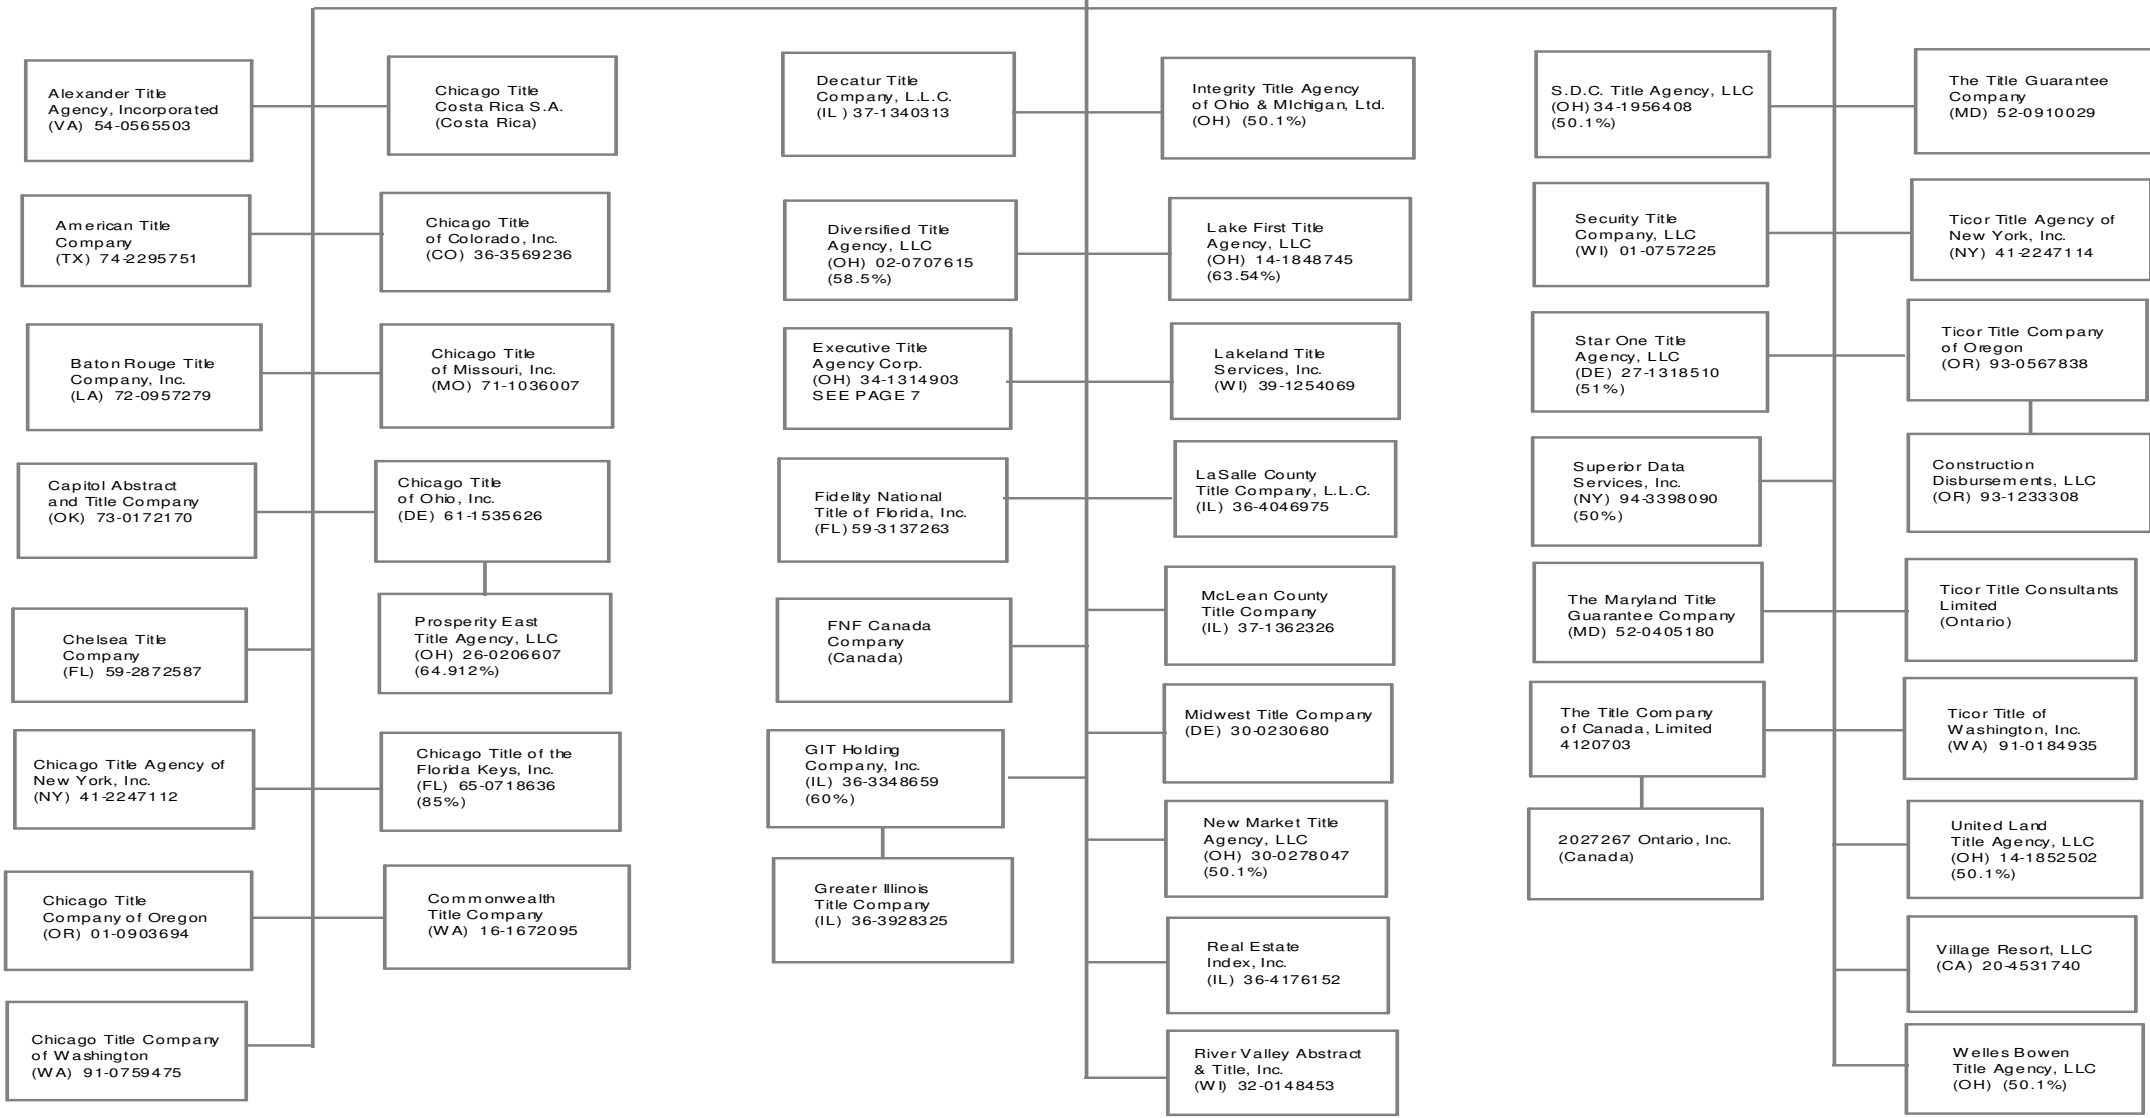 Alexander Title
Agency, Incorporated
(VA) 54-0565503
Chicago Title
Costa Rica S.A.
(Costa Rica)
American Title
Company
(TX) 74-2295751
Chicago Title
of Colorado, Inc.
(CO) 36-3569236
Baton Rouge Title
Company, Inc.
(LA) 72-0957279
Chicago Title
of Missouri, Inc.
(MO) 71-1036007
Capitol Abstract
and Title Company
(OK) 73-0172170
Chicago Title
of Ohio, Inc.
(DE) 61-1535626
Prosperity East
Title Agency, LLC
(OH) 26-0206607
(64.912%)
Chelsea Title
Company
(FL) 59-2872587
Chicago Title Agency of
New York, Inc.
(NY) 41-2247112
Chicago Title of the
Florida Keys, Inc.
(FL) 65-0718636
(85%)
Chicago Title
Company of Oregon
(OR) 01-0903694
Commonwealth
Title Company
(WA) 16-1672095
Chicago Title Company
of Washington
(WA) 91-0759475
Decatur Title
Company, L.L.C.
(IL ) 37-1340313
Integrity Title Agency
of Ohio & MIchigan, Ltd.
(OH) (50.1%)
Diversified Title
Agency, LLC
(OH) 02-0707615
(58.5%)
Lake First Title
Agency, LLC
(OH) 14-1848745
(63.54%)
Executive Title
Agency Corp.
(OH) 34-1314903
SEE PAGE 7
Lakeland Title
Services, Inc.
(WI) 39-1254069
Fidelity National
Title of Florida, Inc.
(FL) 59-3137263
LaSalle County
Title Company, L.L.C.
(IL) 36-4046975
FNF Canada
Company
(Canada)
McLean County
Title Company
(IL) 37-1362326
Midwest Title Company
(DE) 30-0230680
GIT Holding
Company, Inc.
(IL) 36-3348659
(60%)
Greater Illinois
Title Company
(IL) 36-3928325
New Market Title
Agency, LLC
(OH) 30-0278047
(50.1%)
Real Estate
Index, Inc.
(IL) 36-4176152
River Valley Abstract
& Title, Inc.
(WI) 32-0148453
S.D.C. Title Agency, LLC
(OH) 34-1956408
(50.1%)
The Title Guarantee
Company
(MD) 52-0910029
Security Title
Company, LLC
(WI) 01-0757225
Ticor Title Agency of
New York, Inc.
(NY) 41-2247114
Star One Title
Agency, LLC
(DE) 27-1318510
(51%)
Ticor Title Company
of Oregon
(OR) 93-0567838
Superior Data
Services, Inc.
(NY) 94-3398090
(50%)
Construction
Disbursements, LLC
(OR) 93-1233308
The Maryland Title
Guarantee Company
(MD) 52-0405180
Ticor Title Consultants
Limited
(Ontario)
The Title Company
of Canada, Limited
4120703
Ticor Title of
Washington, Inc.
(WA) 91-0184935
2027267 Ontario, Inc.
(Canada)
United Land
Title Agency, LLC
(OH) 14-1852502
(50.1%)
Village Resort, LLC
(CA) 20-4531740
Welles Bowen
Title Agency, LLC
(OH) (50.1%)